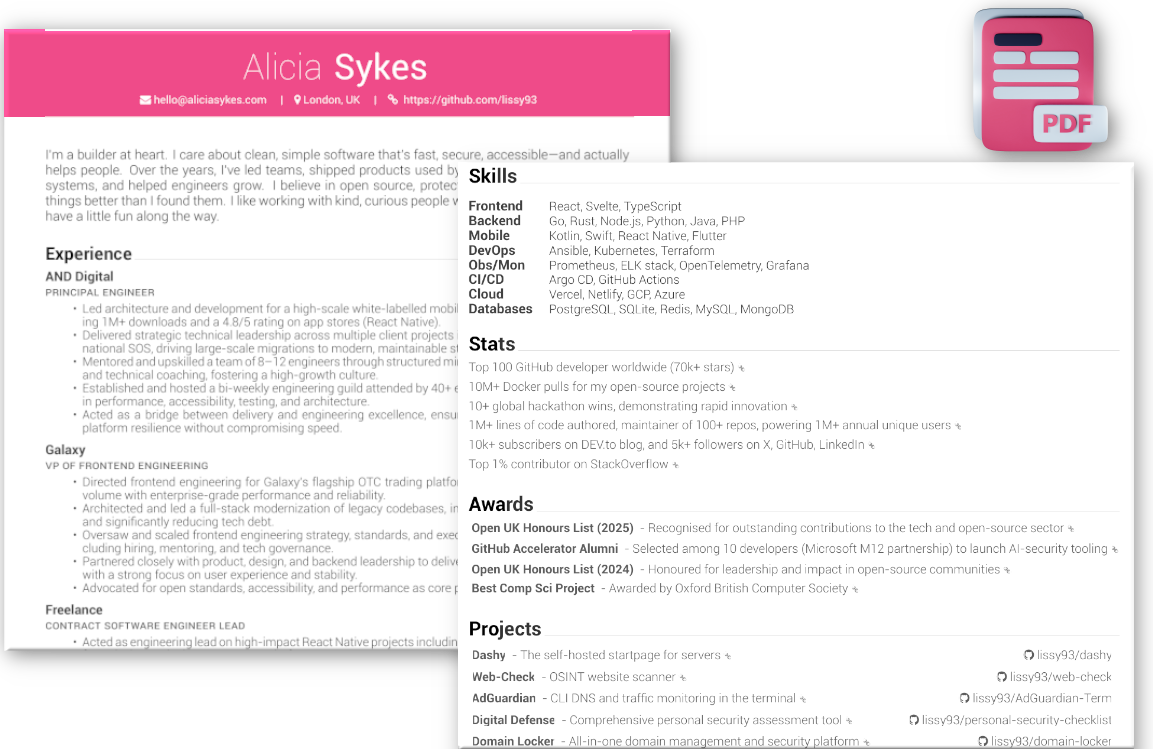 Alicia Sykes
hello@aliciasykes.com | London, UK | https://github.com/lissy93
I'm a builder at heart. I care about clean, simple software that's fast, secure, accessible—and actually
helps people. Over the years, I've led teams, shipped products used by
systems, and helped engineers grow. I believe in open source,
things better than I found them. I like working with kind, curious people
have a little fun along the way.
Experience
AND Digital
PRINCIPAL ENGINEER
• Led architecture and development for a high-scale white-labelled
ing 1M+ downloads and a 4.8/5 rating on app stores (React Native).
• Delivered strategic technical leadership across multiple client projects
national SOS, driving large-scale migrations to modern, maintainable
• Mentored and upskilled a team of 8–12 engineers through structured
and technical coaching, fostering a high-growth culture.
• Established and hosted a bi-weekly engineering guild attended by 40+
in performance, accessibility, testing, and architecture.
• Acted as a bridge between delivery and engineering excellence,
platform resilience without compromising speed.
Galaxy
VP OF FRONTEND ENGINEERING
• Directed frontend engineering for Galaxy's flagship OTC trading
volume with enterprise-grade performance and reliability.
• Architected and led a full-stack modernization of legacy codebases,
and significantly reducing tech debt.
• Oversaw and scaled frontend engineering strategy, standards, and
cluding hiring, mentoring, and tech governance.
• Partnered closely with product, design, and backend leadership to
with a strong focus on user experience and stability.
• Advocated for open standards, accessibility, and performance as core
Freelance
CONTRACT SOFTWARE ENGINEER LEAD
• Acted as engineering lead on high-impact React Native projects
Skills
Frontend React, Svelte, TypeScript
Backend Go, Rust, Node.js, Python, Java, PHP
Mobile Kotlin, Swift, React Native, Flutter
DevOps Ansible, Kubernetes, Terraform
Obs/Mon Prometheus, ELK stack, OpenTelemetry, Grafana
CI/CD Argo CD, GitHub Actions
Cloud Vercel, Netlify, GCP, Azure
Databases PostgreSQL, SQLite, Redis, MySQL, MongoDB
Stats
Top 100 GitHub developer worldwide (70k+ stars)
10M+ Docker pulls for my open-source projects
10+ global hackathon wins, demonstrating rapid innovation
1M+ lines of code authored, maintainer of 100+ repos, powering 1M+ annual unique users
10k+ subscribers on DEV.to blog, and 5k+ followers on X, GitHub, LinkedIn
Top 1% contributor on StackOverflow
Awards
Open UK Honours List (2025) - Recognised for outstanding contributions to the tech and open-source sector
GitHub Accelerator Alumni - Selected among 10 developers (Microsoft M12 partnership) to launch AI-security tooling
Open UK Honours List (2024) - Honoured for leadership and impact in open-source communities
Best Comp Sci Project - Awarded by Oxford British Computer Society
Projects
Dashy - The self-hosted startpage for servers lissy93/dashy
Web-Check - OSINT website scanner lissy93/web-check
AdGuardian - CLI DNS and traffic monitoring in the terminal lissy93/AdGuardian-Term
Digital Defense - Comprehensive personal security assessment tool lissy93/personal-security-checklist
Domain Locker - All-in-one domain management and security platform lissy93/domain-locker
PDF